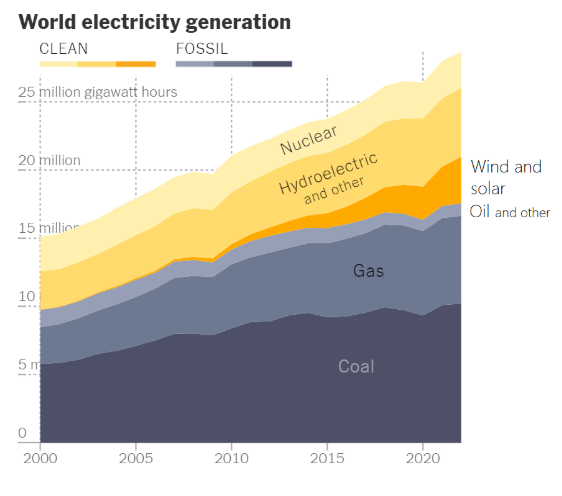 World electricity generation
CLEAN FOSSIL
25 million gigawatt hours
Nuclear
20 million
Hydroelectric
and other
Wind and
solar
Oil and other
15 million
Gas
10
5 m
Coal
0
2000 2005 2010 2015 2020